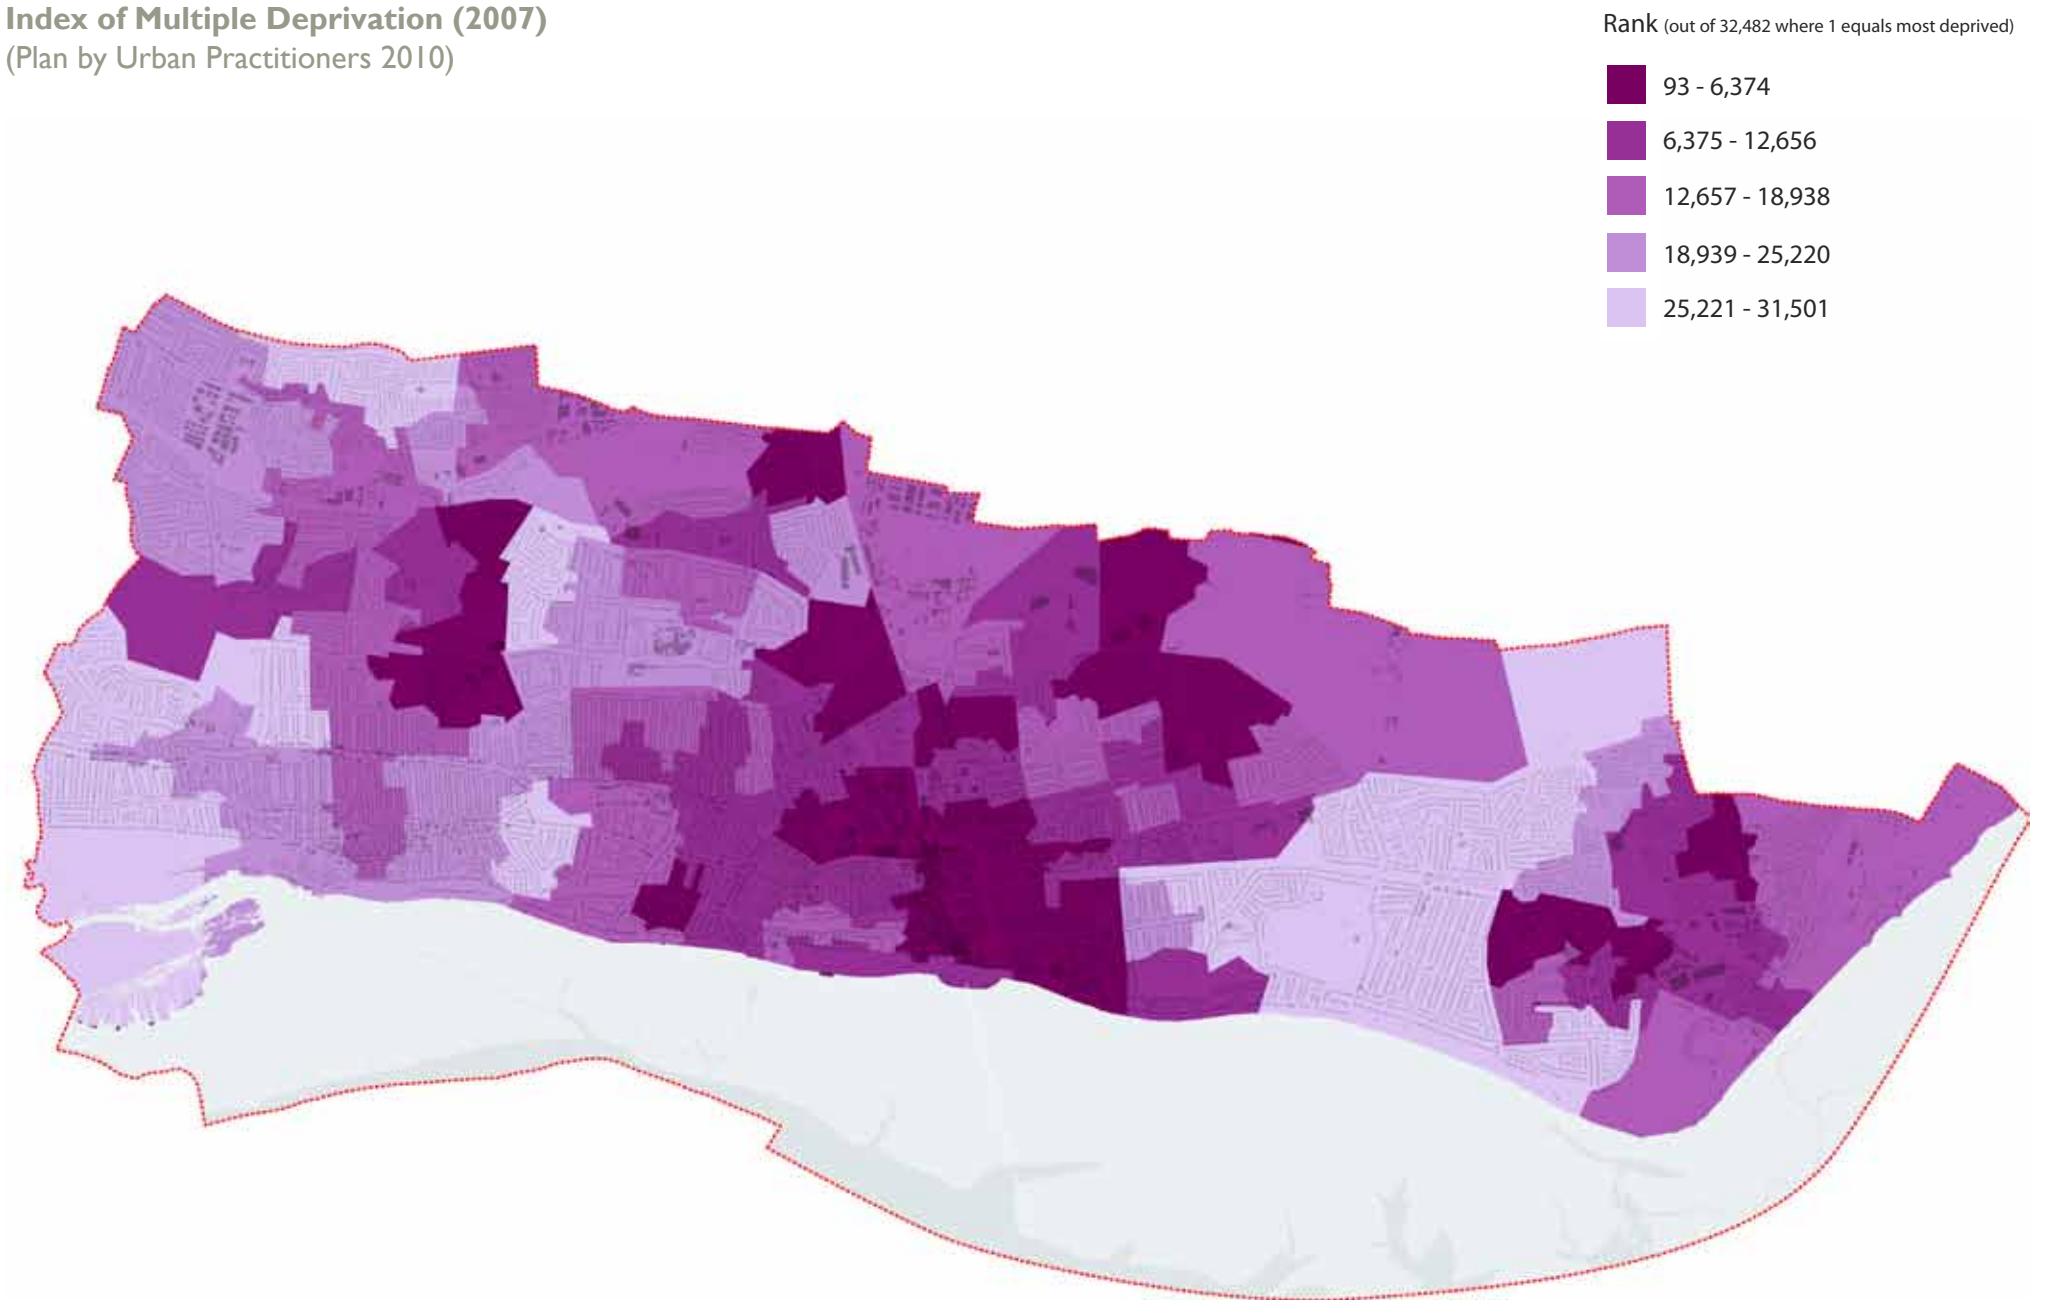 Index of Multiple Deprivation (2007)
(Plan by Urban Practitioners 2010)
Rank (out of 32,482 where 1 equals most deprived)
93 - 6,374
6,375 - 12,656
12,657 - 18,938
18,939 - 25,220
25,221 - 31,501